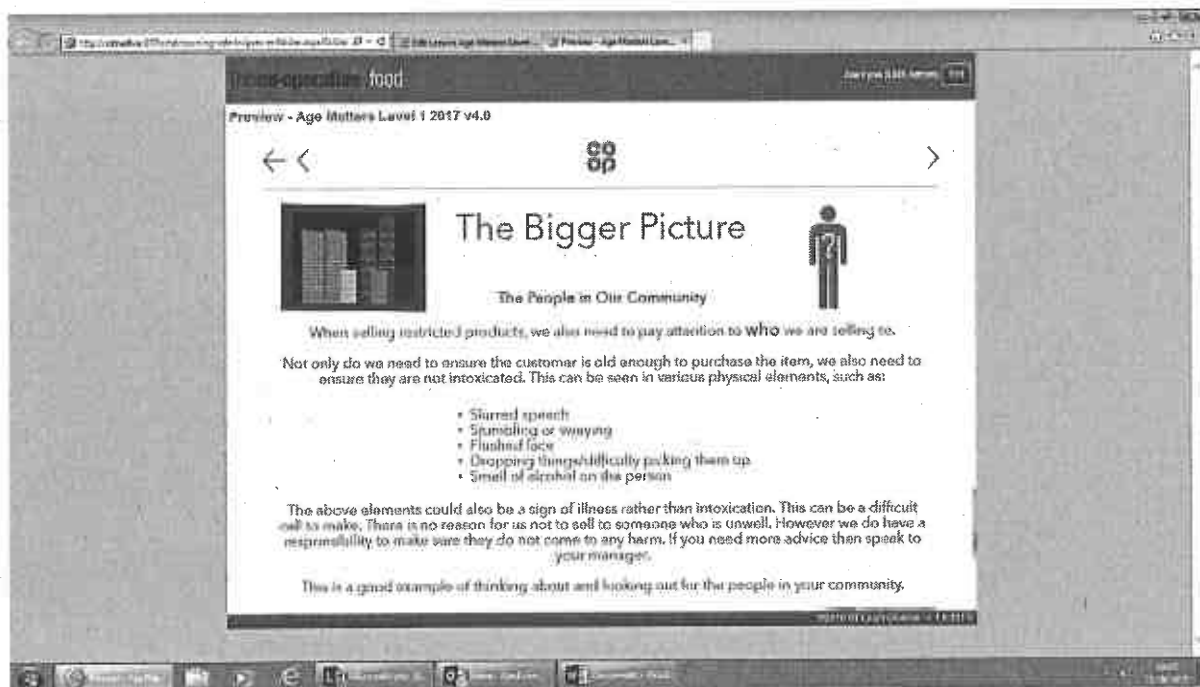 the co-operative food
Preview - Age Matters Level 1 2017 v4.0
co
op
The Bigger Picture
The People in Our Community
When selling restricted products, we also need to pay attention to who we are selling to.
Not only do we need to ensure the customer is old enough to purchase the item, we also need to
ensure they are not intoxicated. This can be seen in various physical elements, such as:
• Slurred speech
• Stumbling or swaying
• Flushed face
• Dropping things/difficulty picking them up
• Smell of alcohol on the person
The above elements could also be a sign of illness rather than intoxication. This can be a difficult
call to make. There is no reason for us not to sell to someone who is unwell. However we do have a
responsibility to make sure they do not come to any harm. If you need more advice then speak to
your manager.
This is a good example of thinking about and looking out for the people in your community.